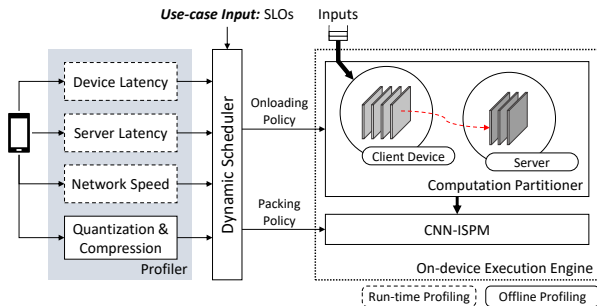 Use-case Input: SLOs
Inputs
Device Latency
Server Latency
Network Speed
Quantization &
Compression
Profiler
Dynamic Scheduler
Onloading
Policy
Packing
Policy
Client Device
Server
Computation Partitioner
CNN-ISPM
On-device Execution Engine
Run-time Profiling
Offline Profiling